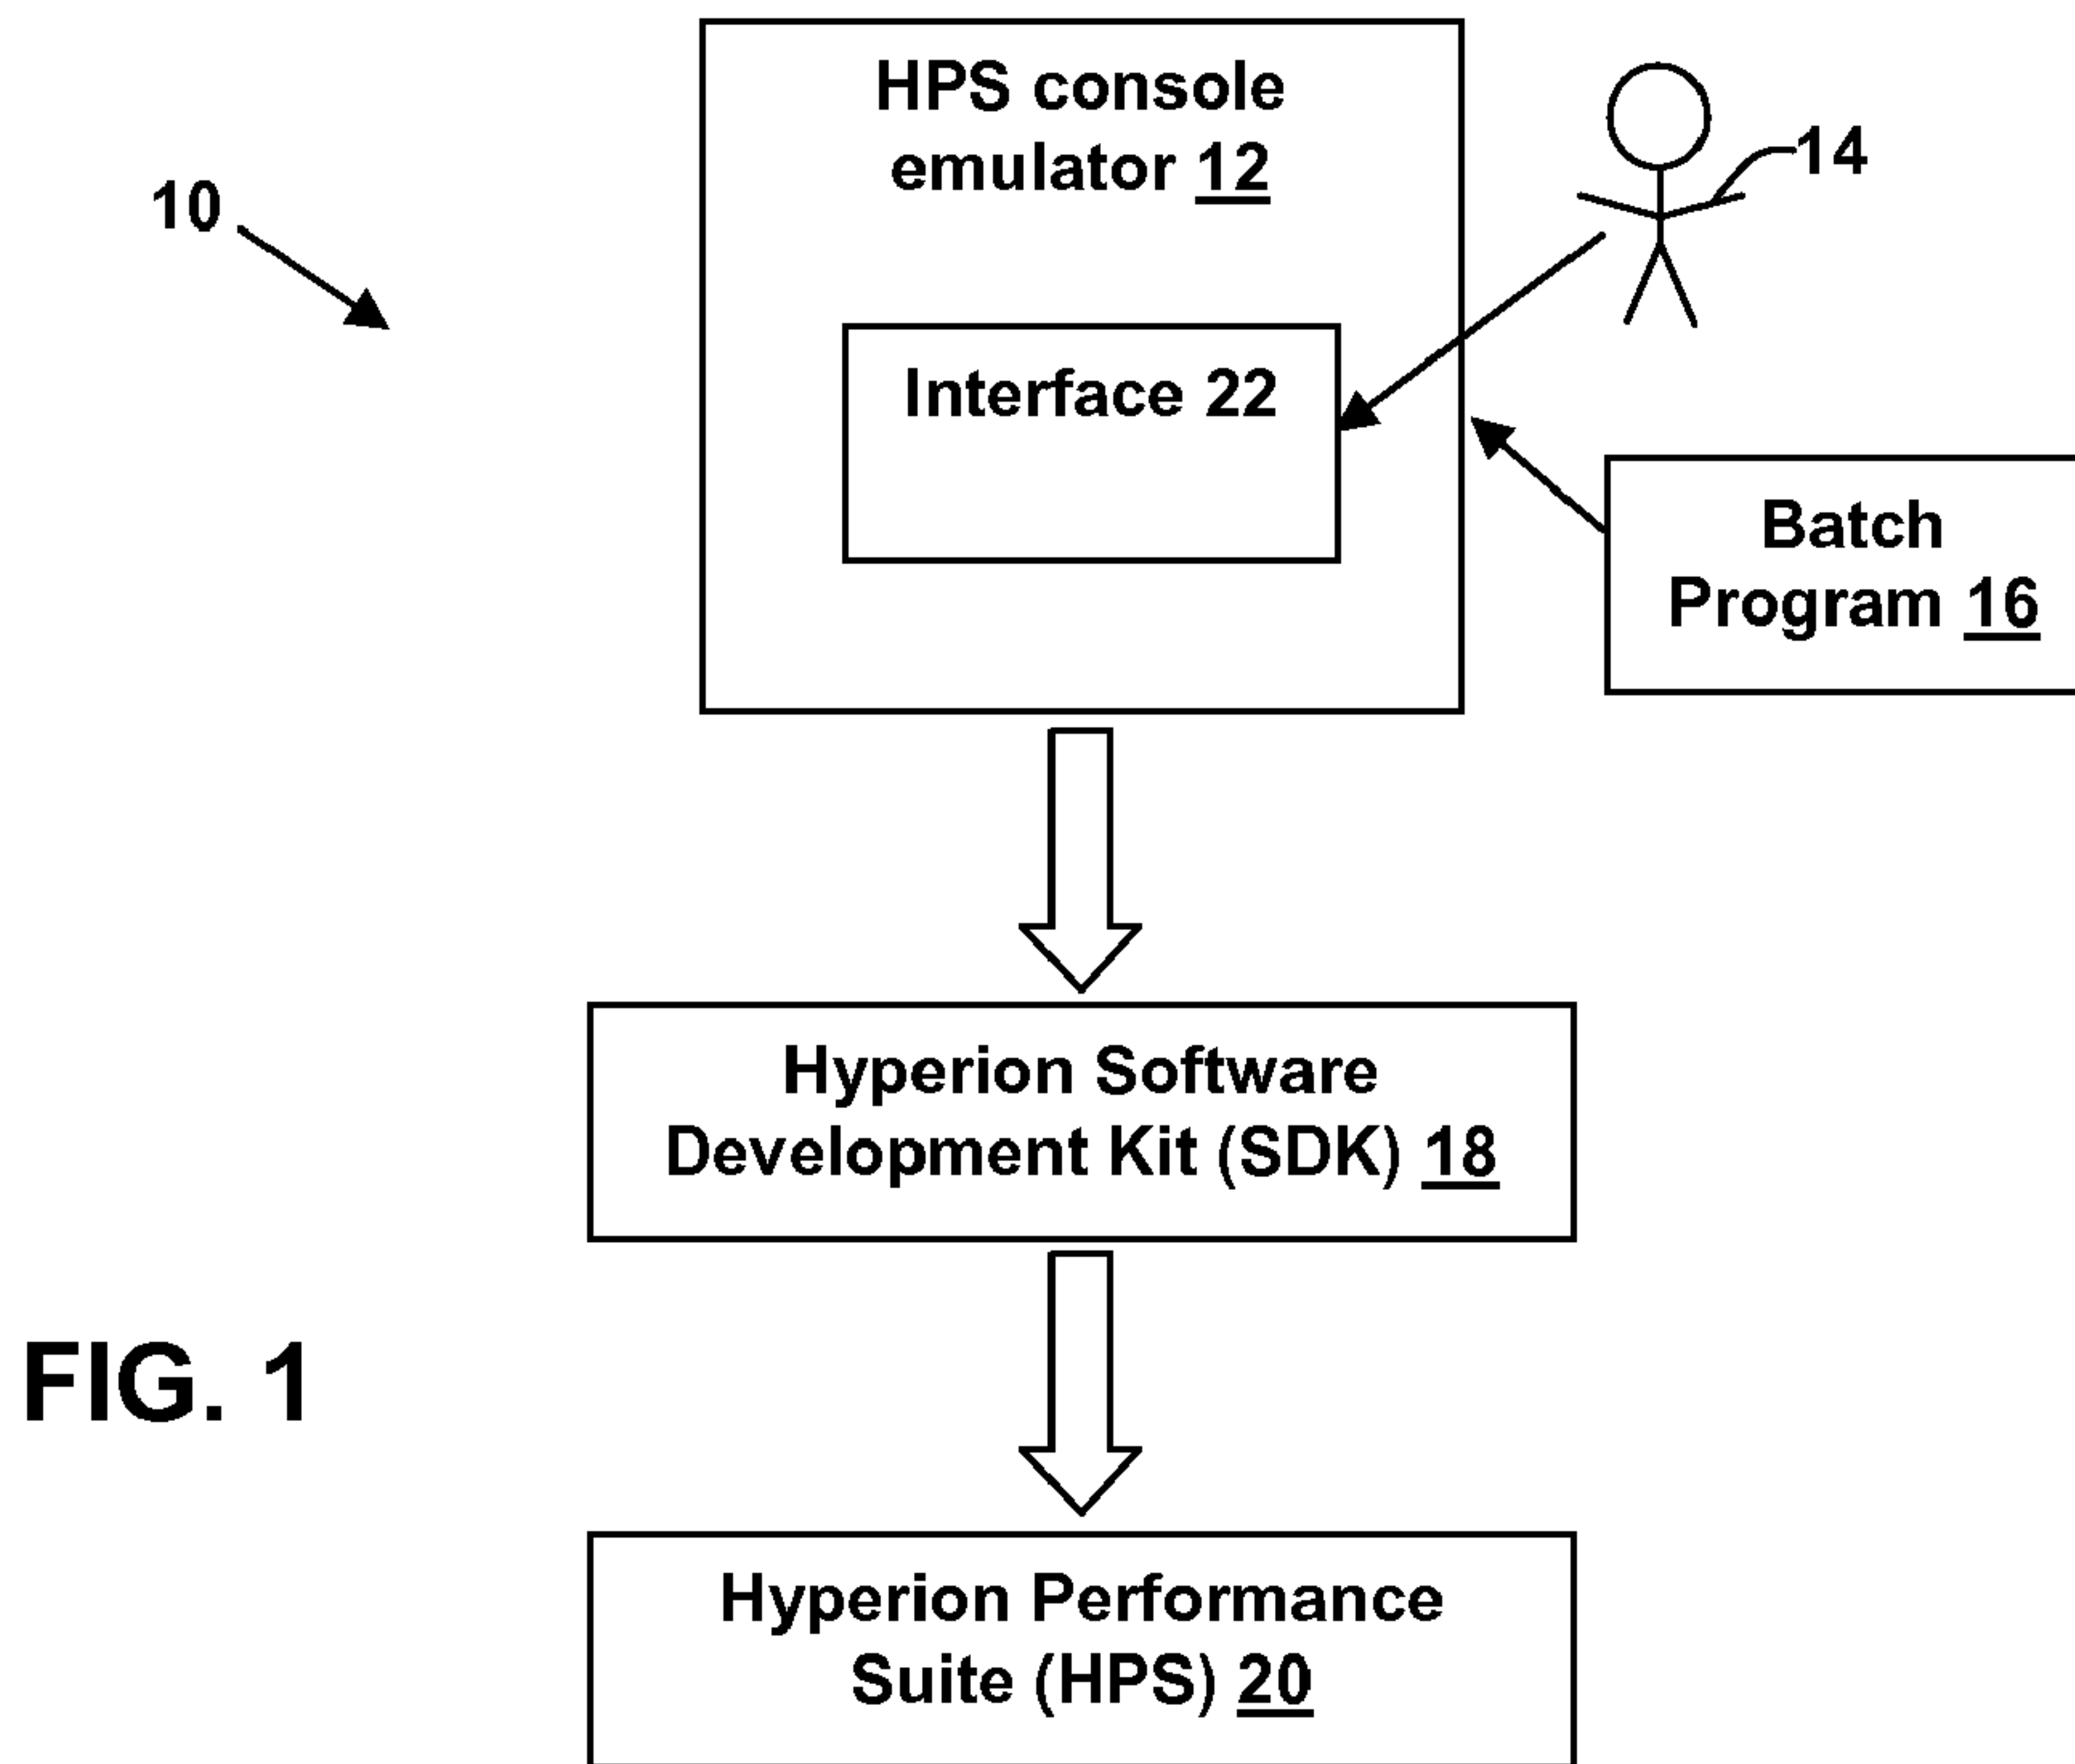 HPS console
emulator 12
14
10
Interface 22
Batch
Program 16
Hyperion Software
Development Kit (SDK) 18
FIG. 1
Hyperion Performance
Suite (HPS) 20